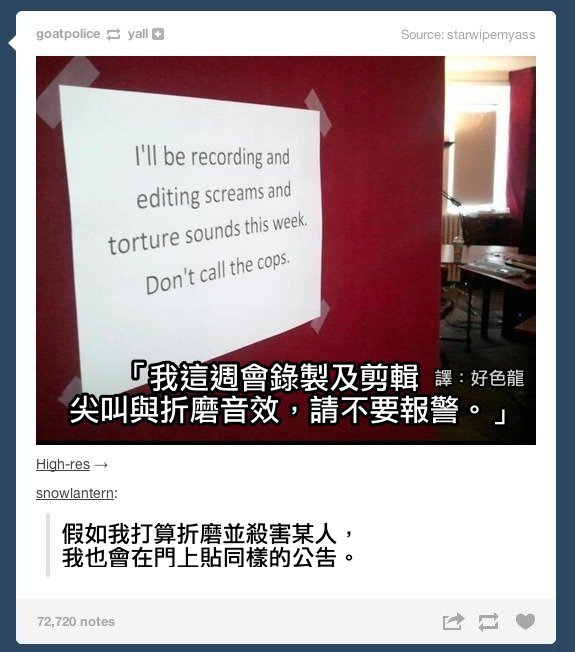 goatpolice yall
Source: starwipemyass
I'll be recording and
editing screams and
torture sounds this week.
Don't call the cops.
「我這週會錄製及剪輯 譯：好色龍
尖叫與折磨音效，請不要報警。」
High-res →
snowlantern:
假如我打算折磨並殺害某人，
我也會在門上貼同樣的公告。
72,720 notes